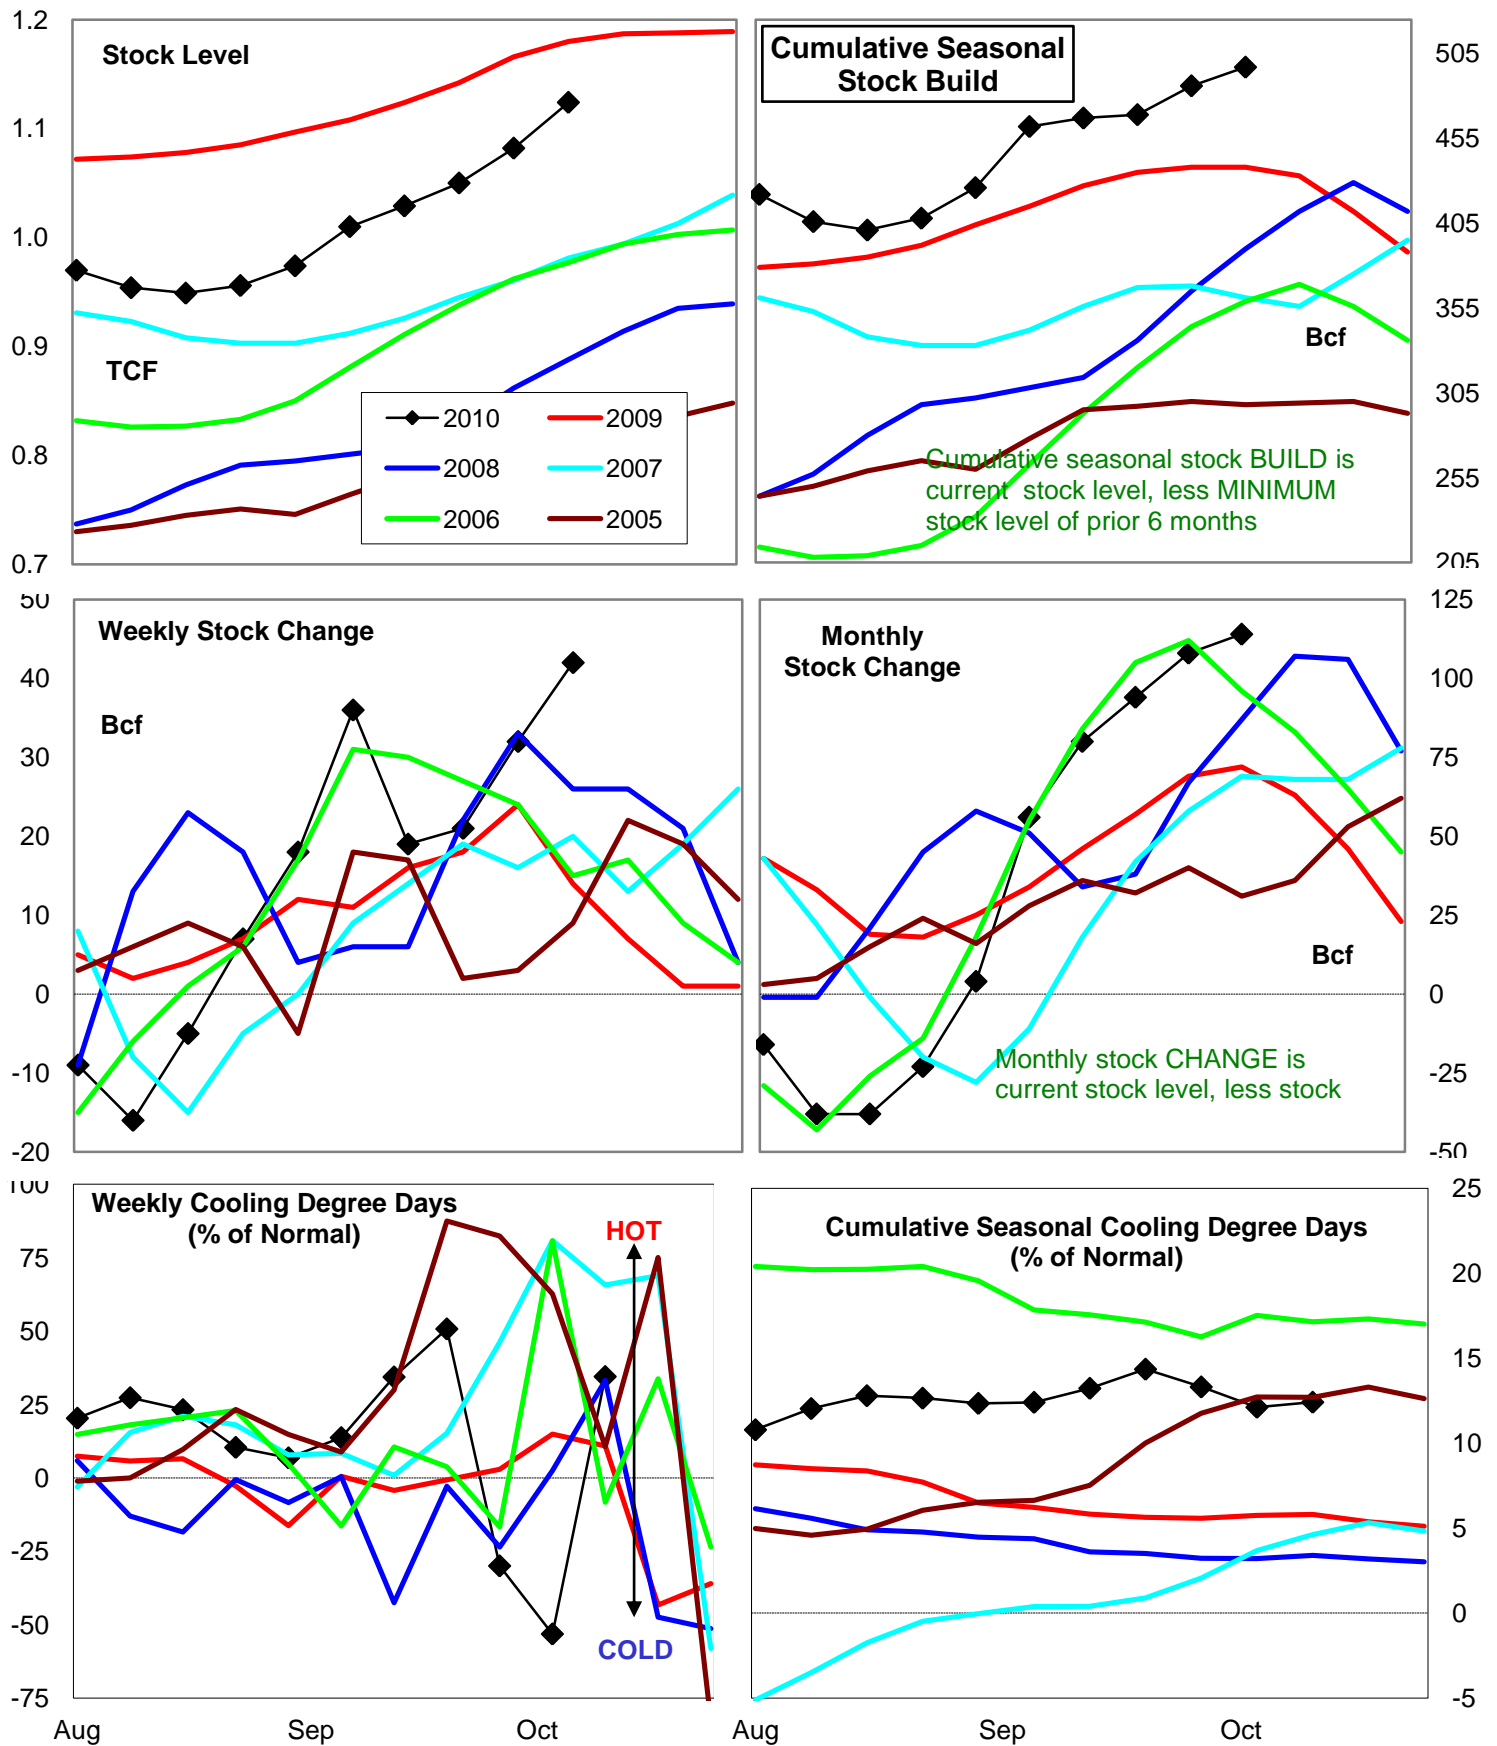 1.2
1.1
1.0
0.9
0.8
0.7
Stock Level
TCF
2010
2009
2008
2007
2006
2005
Cumulative Seasonal
Stock Build
505
455
405
355
305
255
205
Bcf
Cumulative seasonal stock BUILD is
current stock level, less MINIMUM
stock level of prior 6 months
50
40
30
20
10
0
-10
-20
Weekly Stock Change
Bcf
Monthly
Stock Change
125
100
75
50
25
0
-25
-50
Bcf
Monthly stock CHANGE is
current stock level, less stock
100
75
50
25
0
-25
-50
-75
Weekly Cooling Degree Days
(% of Normal)
HOT
COLD
Aug
Sep
Oct
Cumulative Seasonal Cooling Degree Days
(% of Normal)
25
20
15
10
5
0
-5
Aug
Sep
Oct